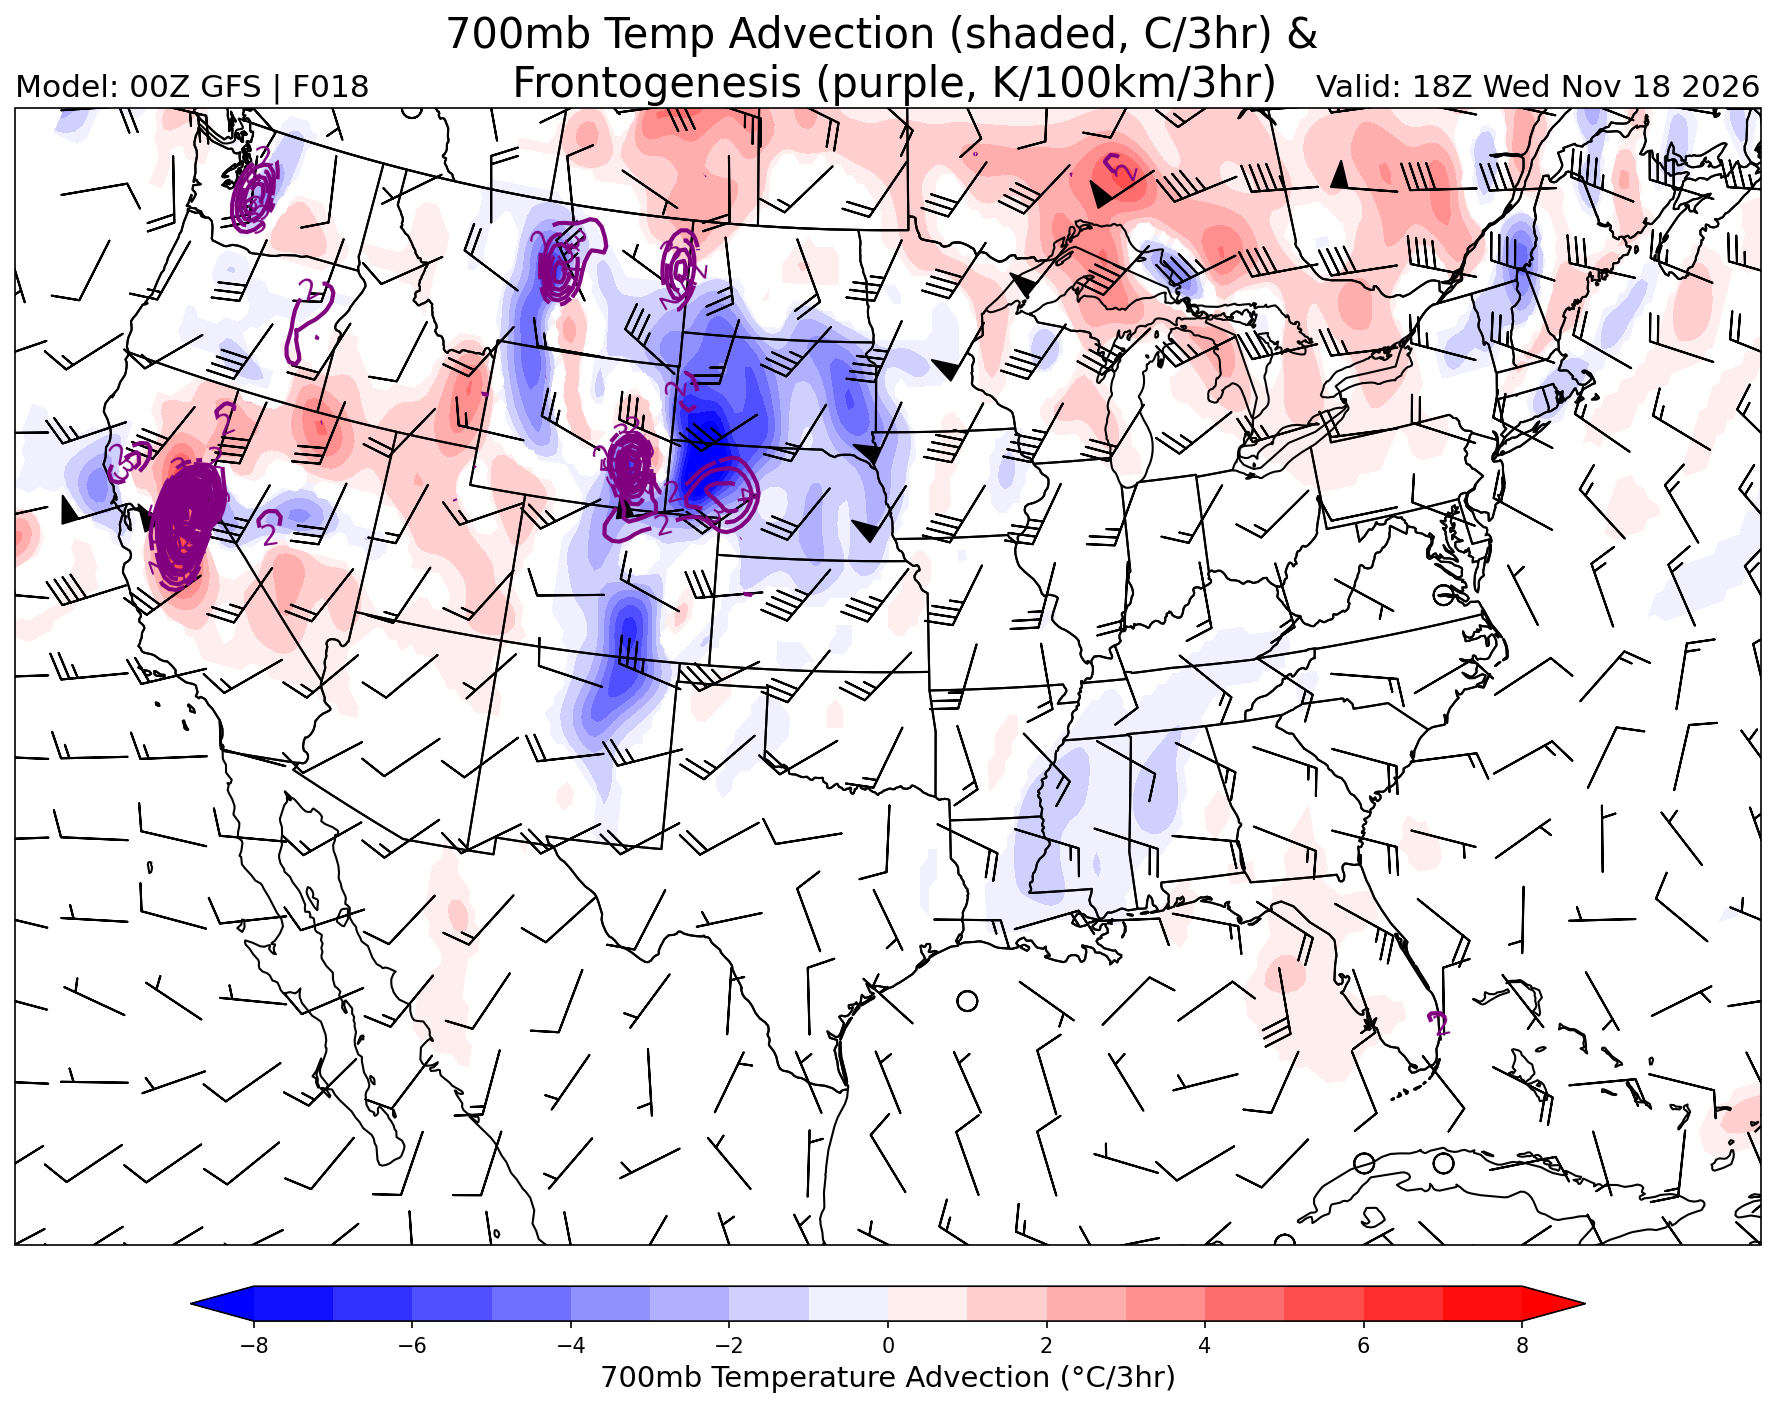 700mb Temp Advection (shaded, C/3hr) &
Frontogenesis (purple, K/100km/3hr)
Model: 00Z GFS | F018
Valid: 18Z Wed Nov 18 2026
−8 −6 −4 −2 0 2 4 6 8
700mb Temperature Advection (°C/3hr)